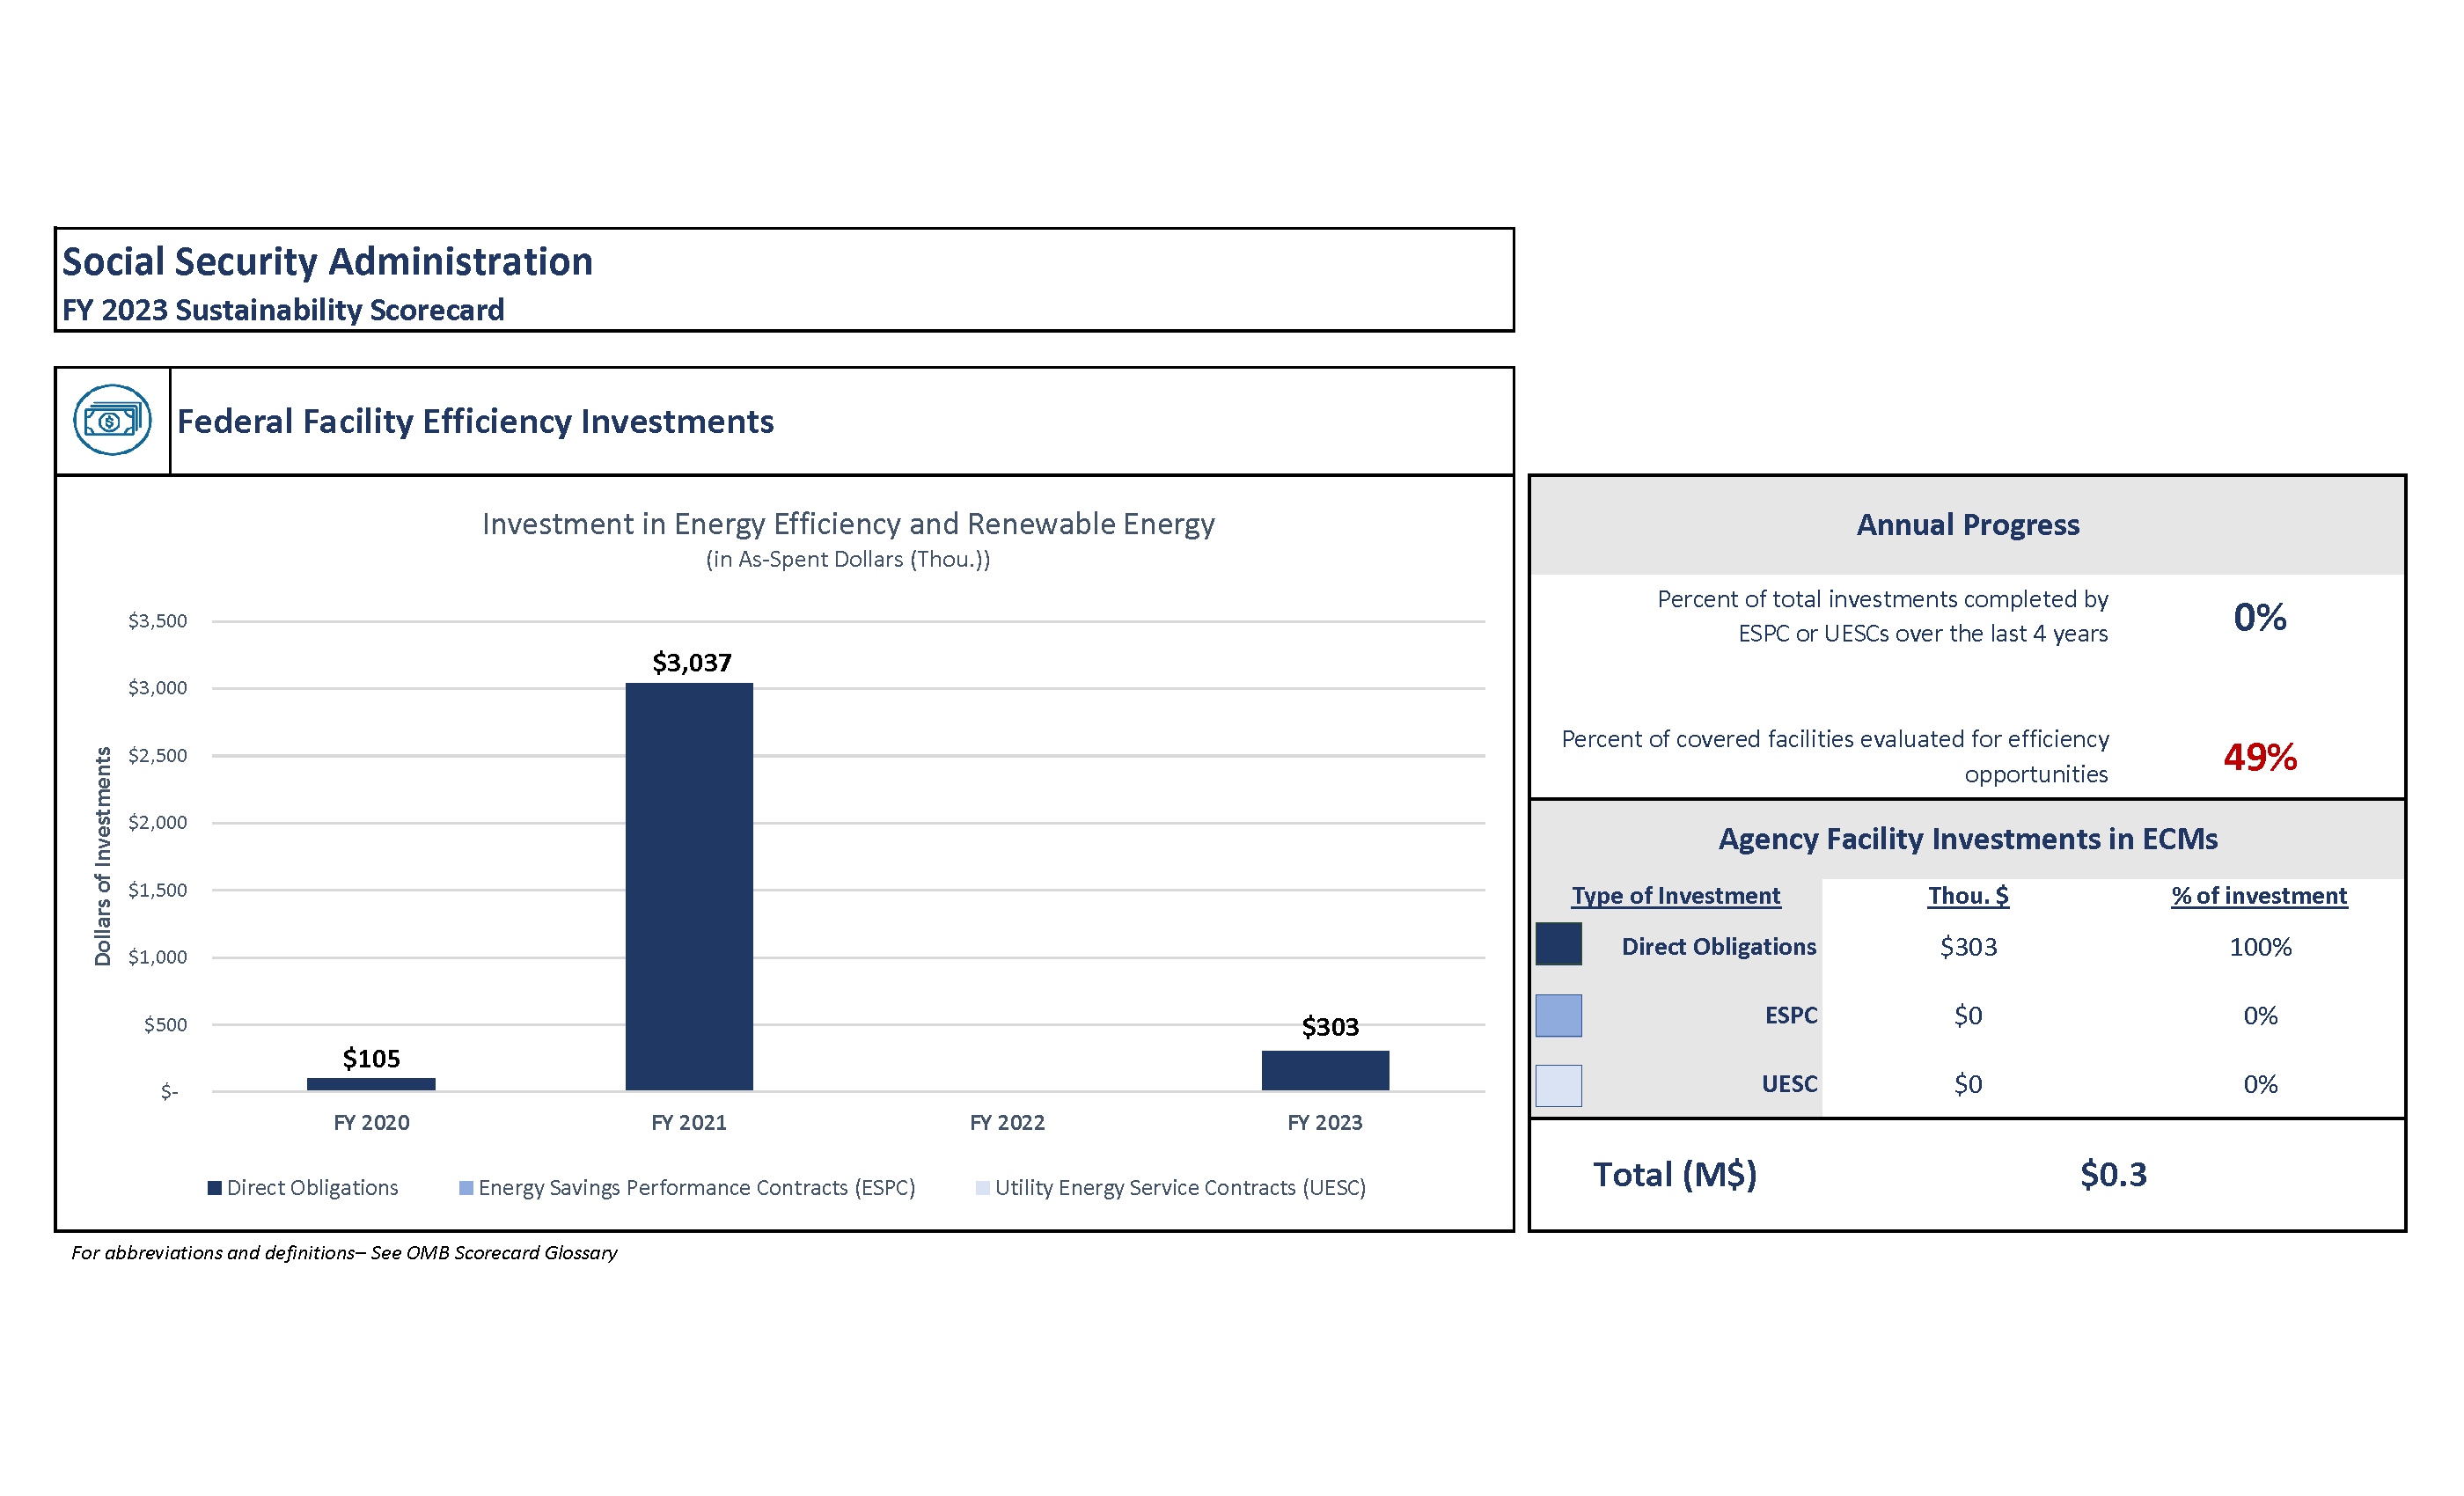 Social Security Administration
FY 2023 Sustainability Scorecard
Federal Facility Efficiency Investments
Investment in Energy Efficiency and Renewable Energy
(in As-Spent Dollars (Thou.))
Dollars of Investments
$3,500
$3,000
$2,500
$2,000
$1,500
$1,000
$500
$-
$105
$3,037
$303
FY 2020
FY 2021
FY 2022
FY 2023
Direct Obligations
Energy Savings Performance Contracts (ESPC)
Utility Energy Service Contracts (UESC)
For abbreviations and definitions– See OMB Scorecard Glossary
Annual Progress
Percent of total investments completed by
ESPC or UESCs over the last 4 years
0%
Percent of covered facilities evaluated for efficiency
opportunities
49%
Agency Facility Investments in ECMs
Type of Investment Thou. $ % of investment
Direct Obligations $303 100%
ESPC $0 0%
UESC $0 0%
Total (M$) $0.3